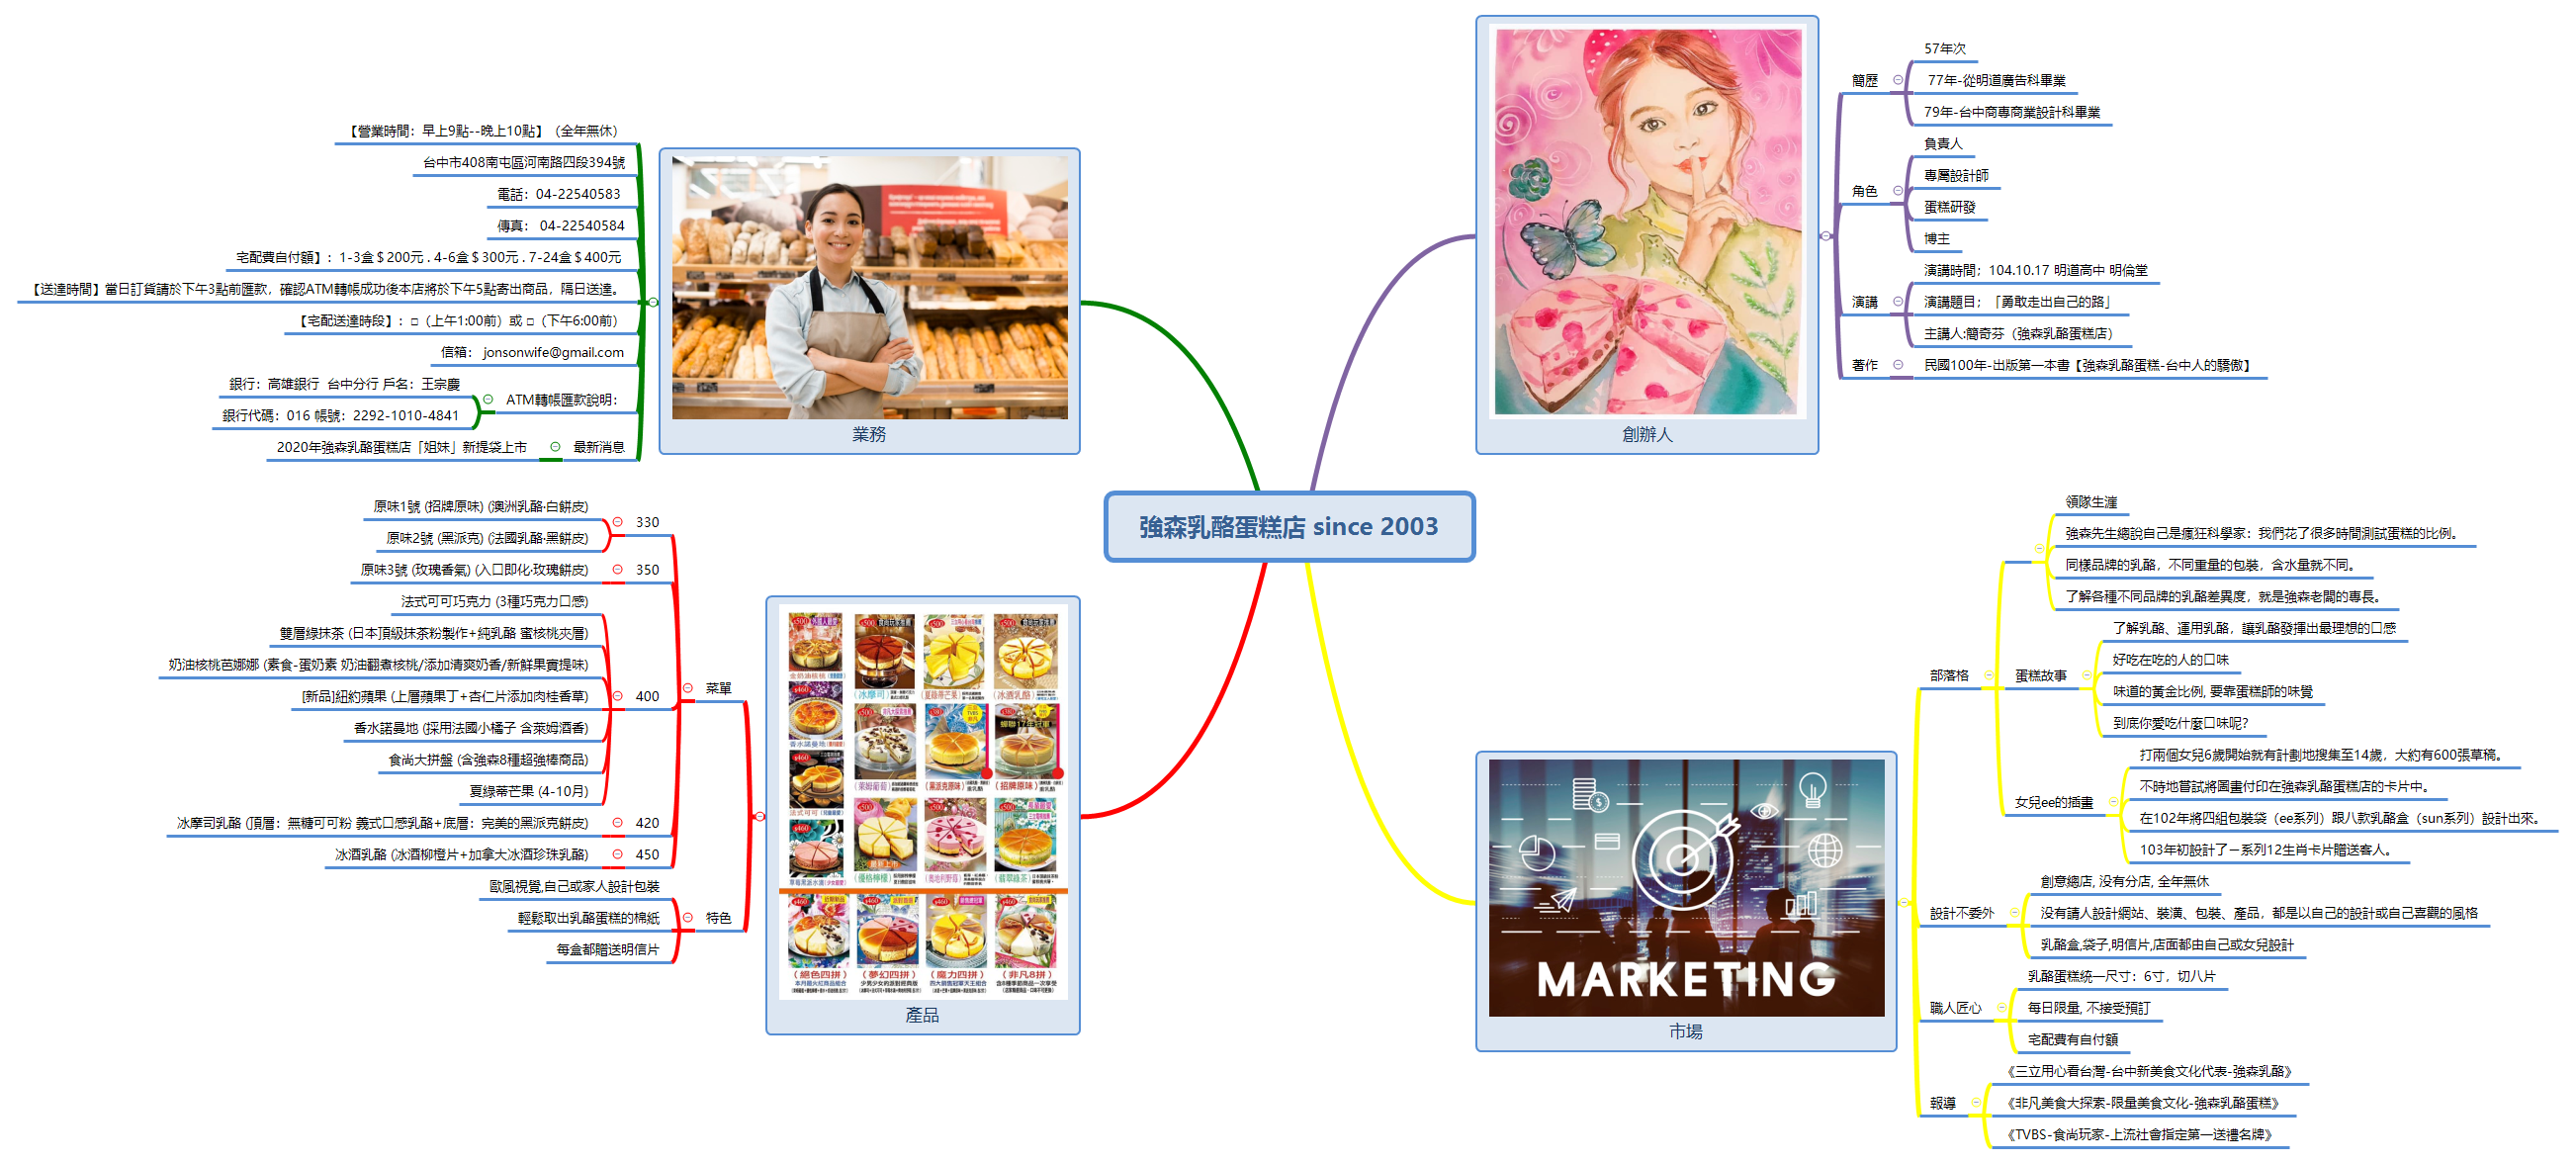 強森乳酪蛋糕店 since 2003
創辦人
簡歷
57年次
77年-從明道廣告科畢業
79年-台中商專商業設計科畢業
角色
負責人
專屬設計師
蛋糕研發
博主
演講
演講時間；104.10.17 明道高中 明倫堂
演講題目；「勇敢走出自己的路」
主講人:簡奇芬（強森乳酪蛋糕店）
著作
民國100年-出版第一本書【強森乳酪蛋糕-台中人的驕傲】
市場
MARKETING
部落格
領隊生涯
強森先生總說自己是瘋狂科學家：我們花了很多時間測試蛋糕的比例。
同樣品牌的乳酪，不同重量的包裝，含水量就不同。
了解各種不同品牌的乳酪差異度，就是強森老闆的專長。
蛋糕故事
了解乳酪、運用乳酪，讓乳酪發揮出最理想的口感
好吃在吃的人的口味
味道的黃金比例, 要靠蛋糕師的味覺
到底你愛吃什麼口味呢?
女兒ee的插畫
打兩個女兒6歲開始就有計劃地搜集至14歲，大約有600張草稿。
不時地嘗試將圖畫付印在強森乳酪蛋糕店的卡片中。
在102年將四組包裝袋（ee系列）跟八款乳酪盒（sun系列）設計出來。
103年初設計了一系列12生肖卡片贈送客人。
設計不委外
創意總店, 没有分店, 全年無休
没有請人設計網站、裝潢、包裝、產品，都是以自己的設計或自己喜觀的風格
乳酪盒,袋子,明信片,店面都由自己或女兒設計
職人匠心
乳酪蛋糕統一尺寸：6寸，切八片
每日限量, 不接受預訂
宅配費有自付額
報導
《三立用心看台灣-台中新美食文化代表-強森乳酪》
《非凡美食大探索-限量美食文化-強森乳酪蛋糕》
《TVBS-食尚玩家-上流社會指定第一送禮名牌》
業務
【營業時間：早上9點--晚上10點】（全年無休）
台中市408南屯區河南路四段394號
電話：04-22540583
傳真： 04-22540584
宅配費自付額】：1-3盒＄200元 . 4-6盒＄300元 . 7-24盒＄400元
【送達時間】當日訂貨請於下午3點前匯款，確認ATM轉帳成功後本店將於下午5點寄出商品，隔日送達。
【宅配送達時段】：□（上午1:00前）或 □（下午6:00前）
信箱： jonsonwife@gmail.com
ATM轉帳匯款說明：
銀行：高雄銀行 台中分行 戶名：王宗慶
銀行代碼：016 帳號：2292-1010-4841
最新消息
2020年強森乳酪蛋糕店「姐妹」新提袋上市
產品
菜單
330
原味1號 (招牌原味) (澳洲乳酪‧白餅皮)
原味2號 (黑派克) (法國乳酪‧黑餅皮)
350
原味3號 (玫瑰香氣) (入口即化‧玫瑰餅皮)
400
法式可可巧克力 (3種巧克力口感)
雙層綠抹茶 (日本頂級抹茶粉製作+純乳酪 蜜核桃夾層)
奶油核桃芭娜娜 (素食-蛋奶素 奶油翻煮核桃/添加清爽奶香/新鮮果實提味)
[新品]紐約蘋果 (上層蘋果丁+杏仁片添加肉桂香草)
香水諾曼地 (採用法國小橘子 含萊姆酒香)
食尚大拼盤 (含強森8種超強棒商品)
夏綠蒂芒果 (4-10月)
420
冰摩司乳酪 (頂層：無糖可可粉 義式口感乳酪+底層：完美的黑派克餅皮)
450
冰酒乳酪 (冰酒柳橙片+加拿大冰酒珍珠乳酪)
特色
歐風視覺,自己或家人設計包裝
輕鬆取出乳酪蛋糕的棉紙
每盒都贈送明信片
(冰摩司)
(夏綠蒂芒果)
(冰酒乳酪)
(萊姆葡萄)
(黑派克原味)
(招牌原味)
(優格檸檬)
(翡翠綠茶)
(絕色四拼)
(夢幻四拼)
(魔力四拼)
(非凡8拼)